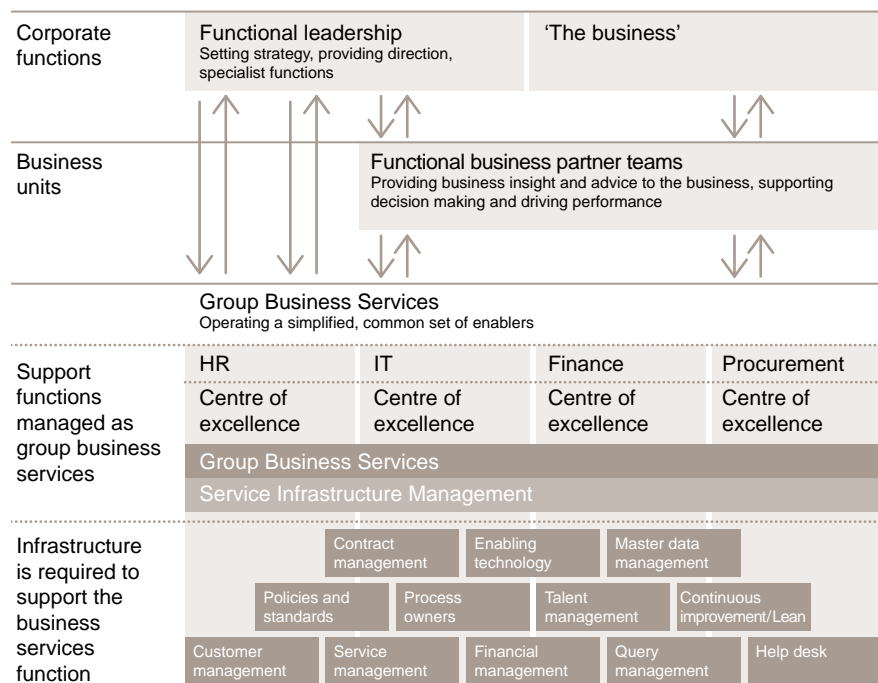 Corporate
functions
Functional leadership
Setting strategy, providing direction,
specialist functions
‘The business’
Business
units
Functional business partner teams
Providing business insight and advice to the business, supporting
decision making and driving performance
Group Business Services
Operating a simplified, common set of enablers
Support
functions
managed as
group business
services
HR
IT
Finance
Procurement
Centre of
excellence
Centre of
excellence
Centre of
excellence
Centre of
excellence
Group Business Services
Service Infrastructure Management
Infrastructure
is required to
support the
business
services
function
Contract
management
Enabling
technology
Master data
management
Policies and
standards
Process
owners
Talent
management
Continuous
improvement/Lean
Customer
management
Service
management
Financial
management
Query
management
Help desk